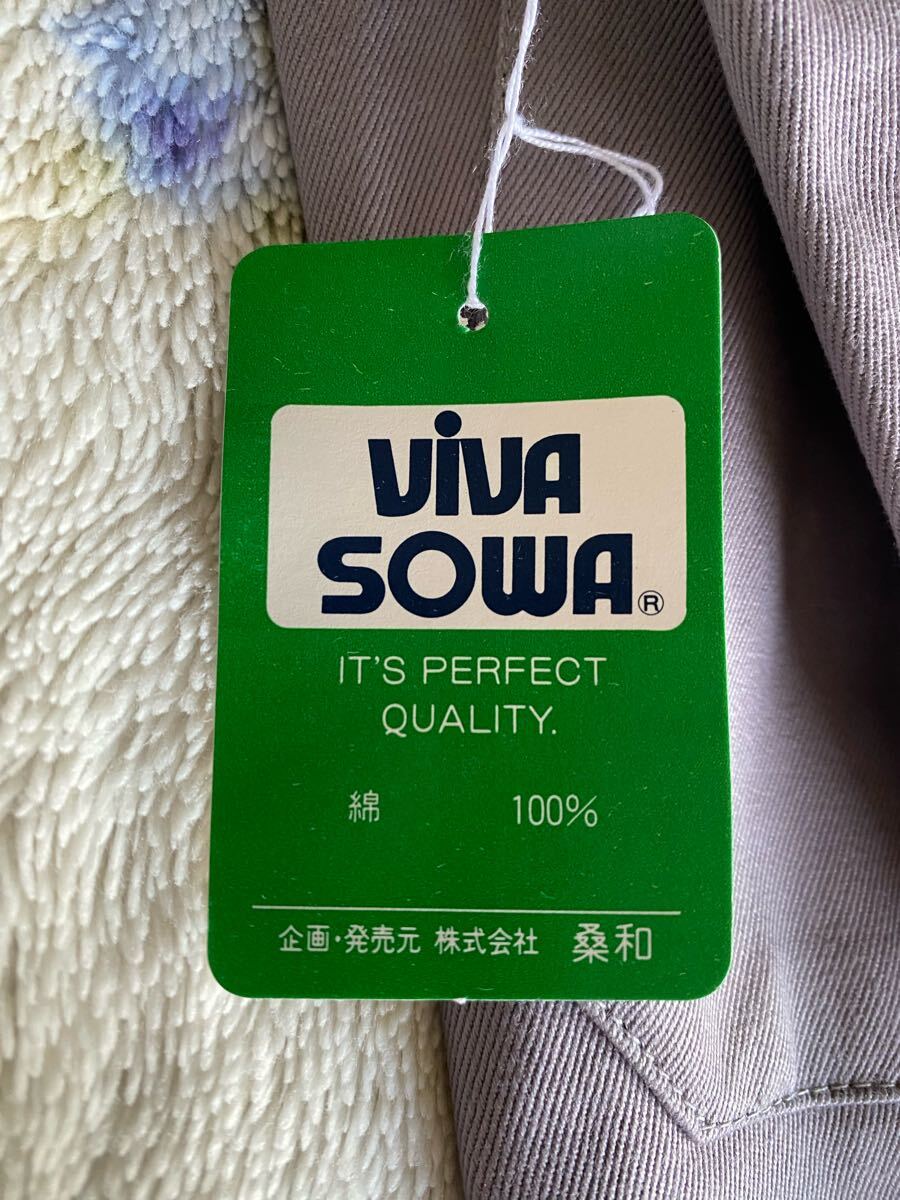 ViVA
SOWA®
IT'S PERFECT
QUALITY.
綿 100%
企画・発売元 株式会社 桑和